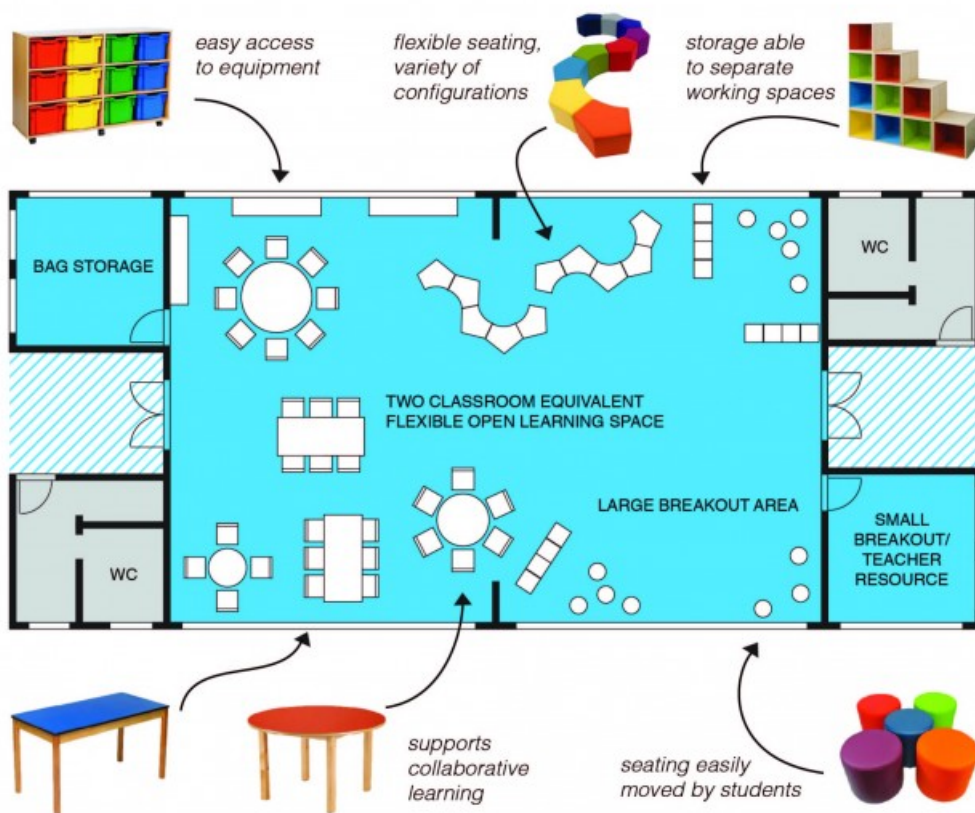 easy access
to equipment
flexible seating,
variety of
configurations
storage able
to separate
working spaces
BAG STORAGE
WC
TWO CLASSROOM EQUIVALENT
FLEXIBLE OPEN LEARNING SPACE
LARGE BREAKOUT AREA
SMALL
BREAKOUT/
TEACHER
RESOURCE
WC
supports
collaborative
learning
seating easily
moved by students